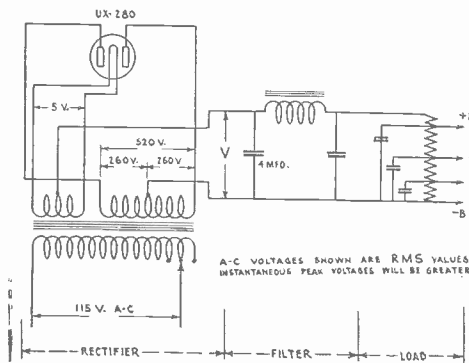 UX-280
5 V.
520 V.
260 V. 260 V.
V
4 MFD.
-B
A-C VOLTAGES SHOWN ARE RMS VALUES
INSTANTANEOUS PEAK VOLTAGES WILL BE GREATER
115 V. A-C
RECTIFIER
FILTER
LOAD